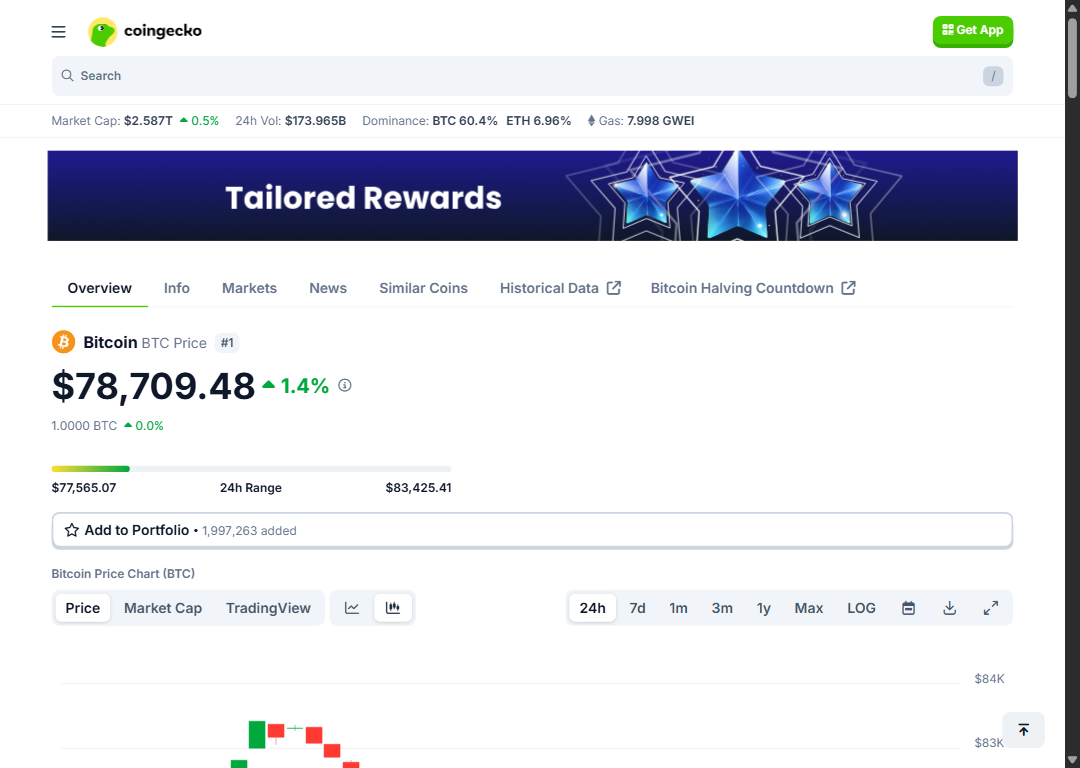 coingecko
Get App
Search /
Market Cap: $2.587T 0.5% 24h Vol: $173.965B Dominance: BTC 60.4% ETH 6.96% Gas: 7.998 GWEI
Tailored Rewards
Overview Info Markets News Similar Coins Historical Data Bitcoin Halving Countdown
Bitcoin BTC Price #1
$78,709.48 1.4%
1.0000 BTC 0.0%
$77,565.07 24h Range $83,425.41
Add to Portfolio • 1,997,263 added
Bitcoin Price Chart (BTC)
Price Market Cap TradingView 24h 7d 1m 3m 1y Max LOG
$84K
$83K